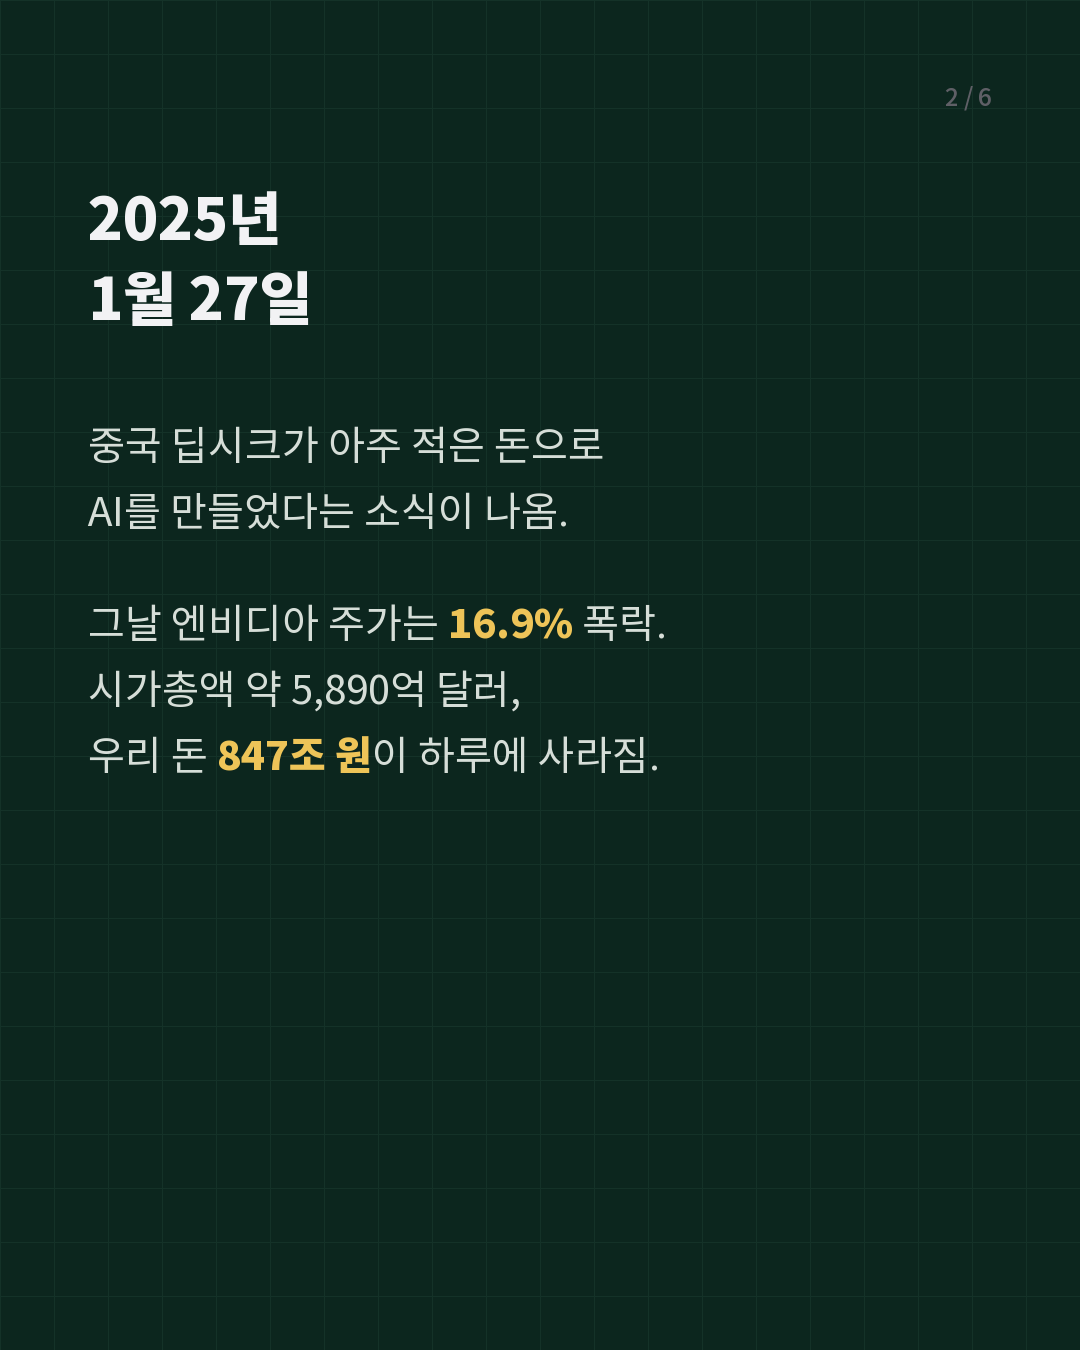 2 / 6
2025년
1월 27일
중국 딥시크가 아주 적은 돈으로
AI를 만들었다는 소식이 나옴.
그날 엔비디아 주가는 16.9% 폭락.
시가총액 약 5,890억 달러,
우리 돈 847조 원이 하루에 사라짐.